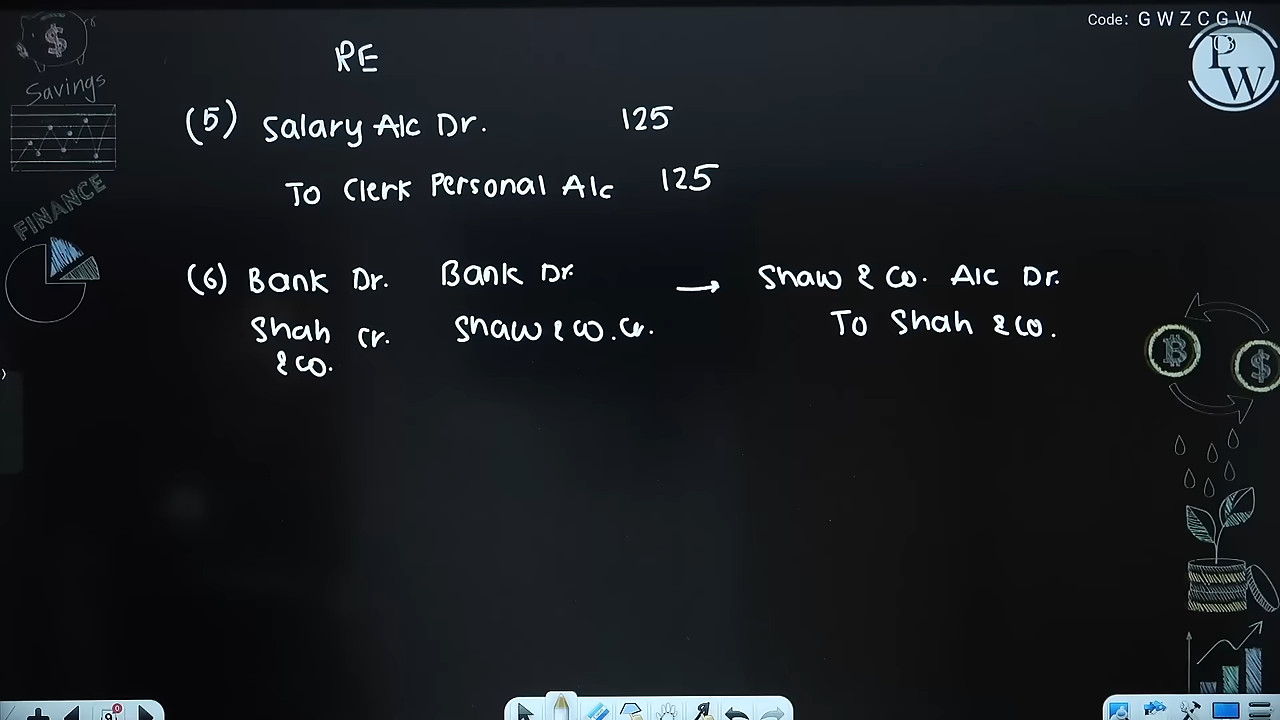 Code: G W Z C G W
PW
Savings
FINANCE
RE
(5) Salary A/c Dr. 125
To Clerk Personal A/c 125
(6) Bank Dr. Bank Dr → Shaw & Co. A/c Dr.
Shah Cr. Shaw & Co. Cr. To Shah & Co.
& Co.